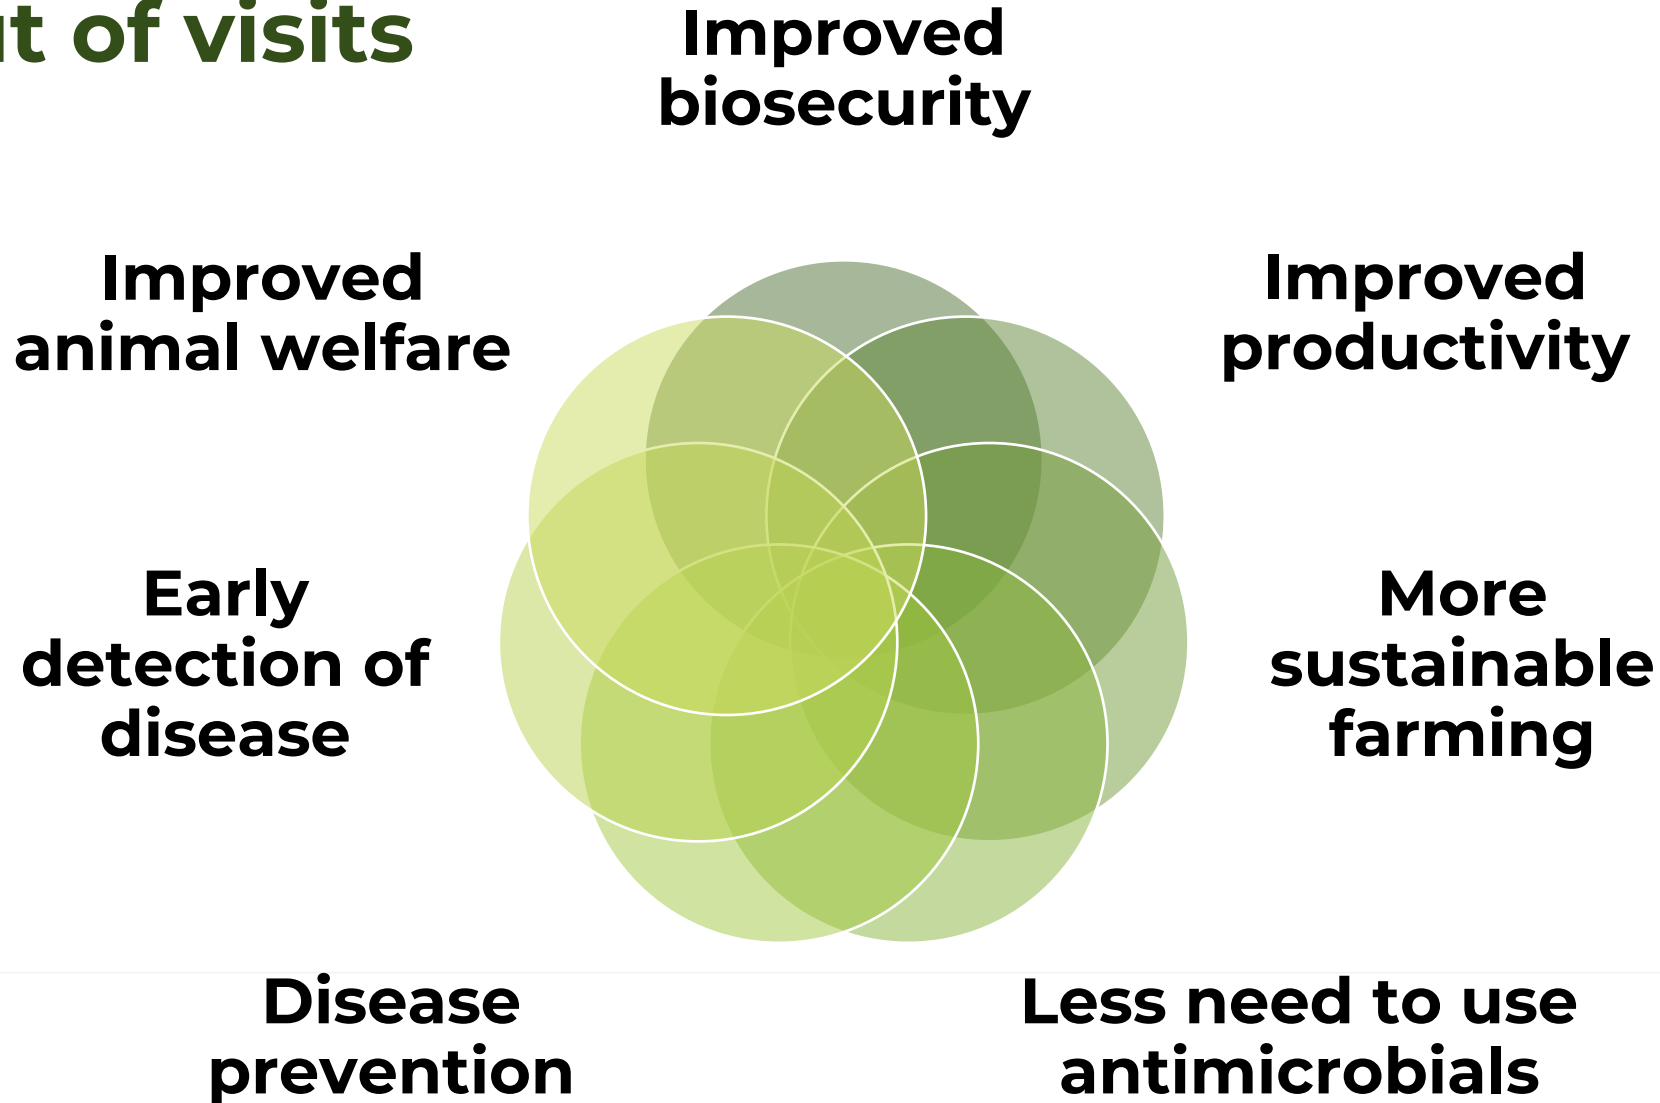 of visits
Improved
biosecurity
Improved
animal welfare
Improved
productivity
Early
detection of
disease
More
sustainable
farming
Disease
prevention
Less need to use
antimicrobials